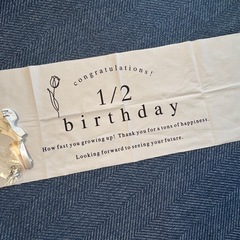 congratulations!
1/2
birthday
How fast you growing up! Thank you for a tons of happiness.
Looking forward to seeing your future.